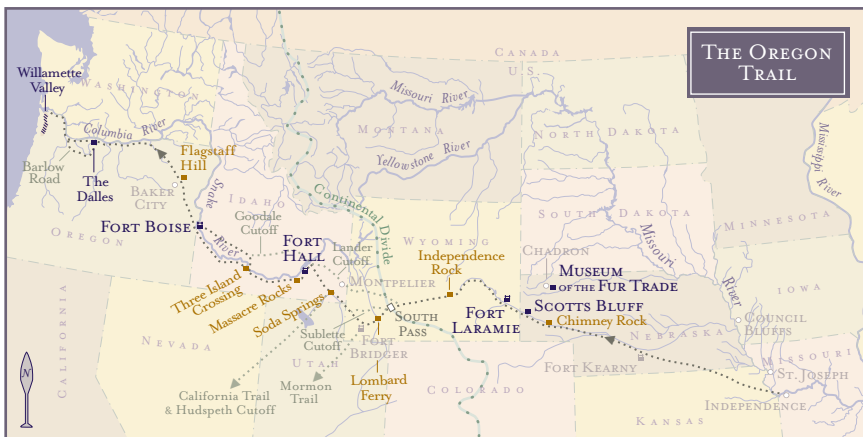 The Oregon
Trail
CANADA
U.S.
Willamette
Valley
WASHINGTON
Missouri River
Columbia River
MONTANA
NORTH DAKOTA
Mississippi River
Yellowstone River
Flagstaff
Hill
Barlow
Road
The
Dalles
Baker
City
Snake
River
IDAHO
Continental Divide
SOUTH DAKOTA
Missouri
River
MINNESOTA
Fort Boise
OREGON
Goodale
Cutoff
Fort
Hall
Lander
Cutoff
WYOMING
Chadron
Independence
Rock
Museum
of the Fur Trade
Three Island
Crossing
Massacre Rocks
Soda Springs
Montpelier
Fort
Laramie
Scotts Bluff
Chimney Rock
IOWA
Council
Bluffs
South
Pass
Sublette
Cutoff
Fort
Bridger
NEBRASKA
CALIFORNIA
NEVADA
UTAH
Fort Kearny
MISSOURI
St. Joseph
Lombard
Ferry
COLORADO
Independence
California Trail
& Hudspeth Cutoff
Mormon
Trail
KANSAS
N